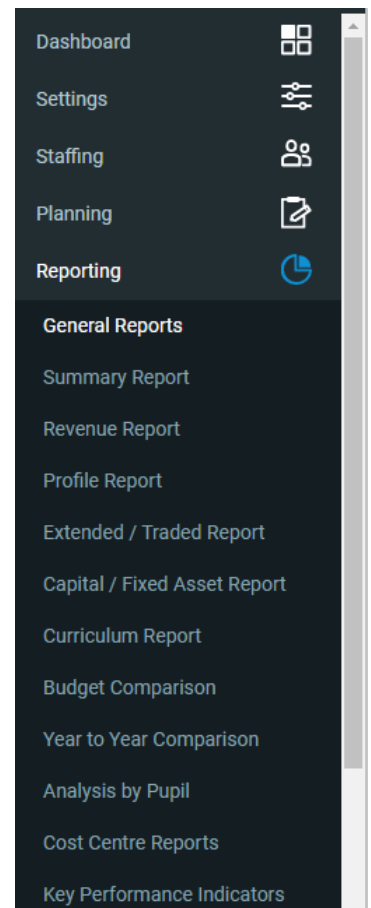 Dashboard
Settings
Staffing
Planning
Reporting
General Reports
Summary Report
Revenue Report
Profile Report
Extended / Traded Report
Capital / Fixed Asset Report
Curriculum Report
Budget Comparison
Year to Year Comparison
Analysis by Pupil
Cost Centre Reports
Key Performance Indicators